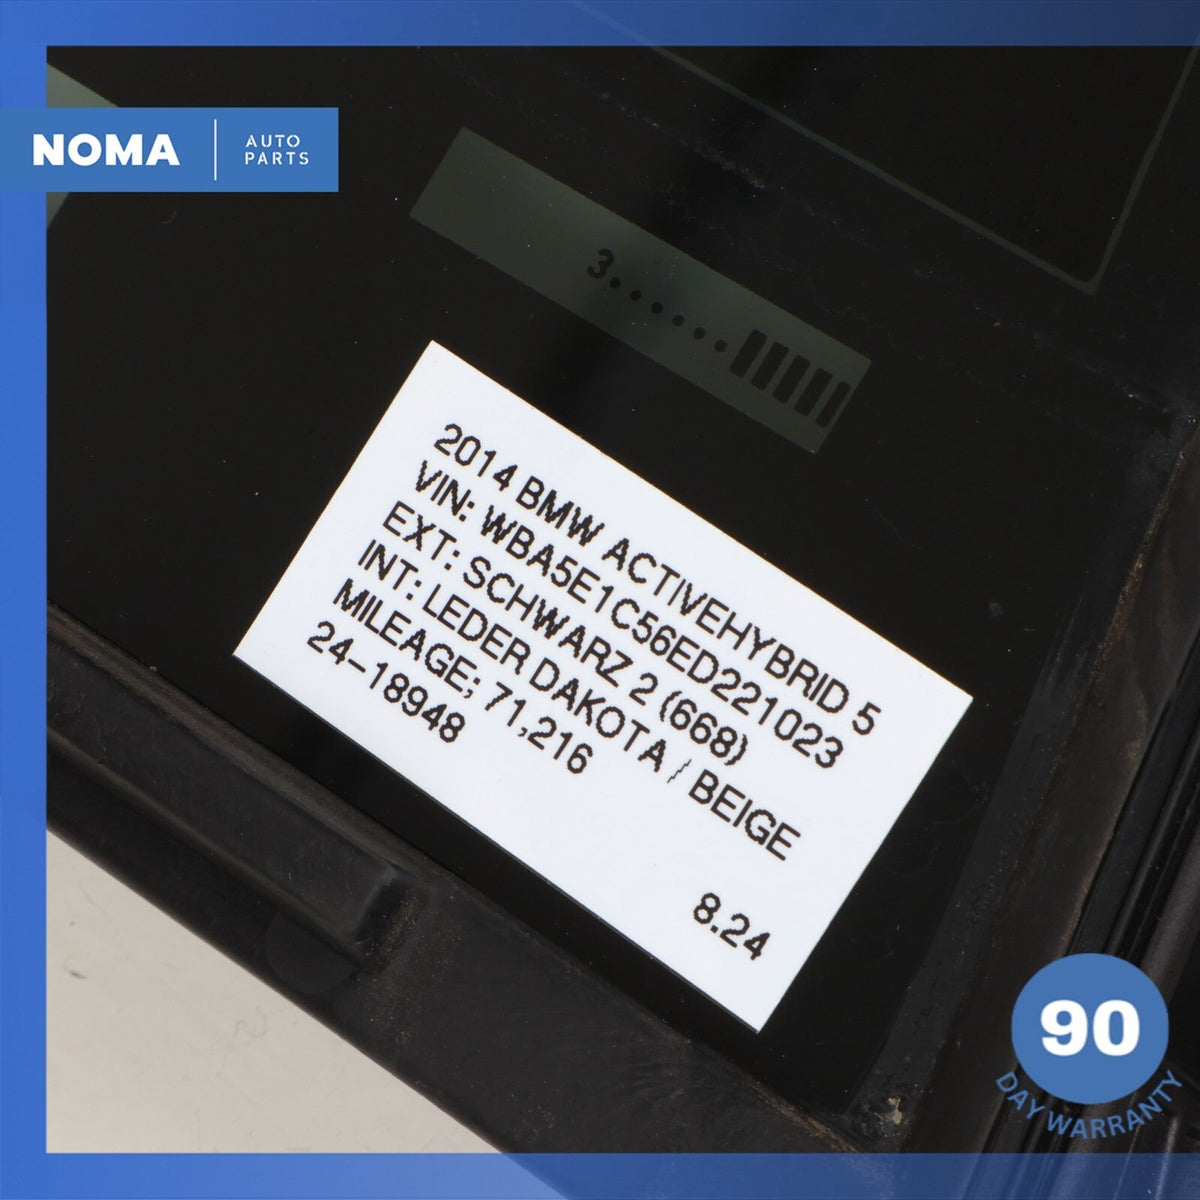 NOMA
AUTO
PARTS
3.......
2014 BMW ACTIVEHYBRID 5
VIN: WBA5E1C56ED221023
EXT: SCHWARZ 2 (668)
INT: LEDER DAKOTA / BEIGE
MILEAGE; 71,216
24-18948
8.24
90
DAY WARRANTY